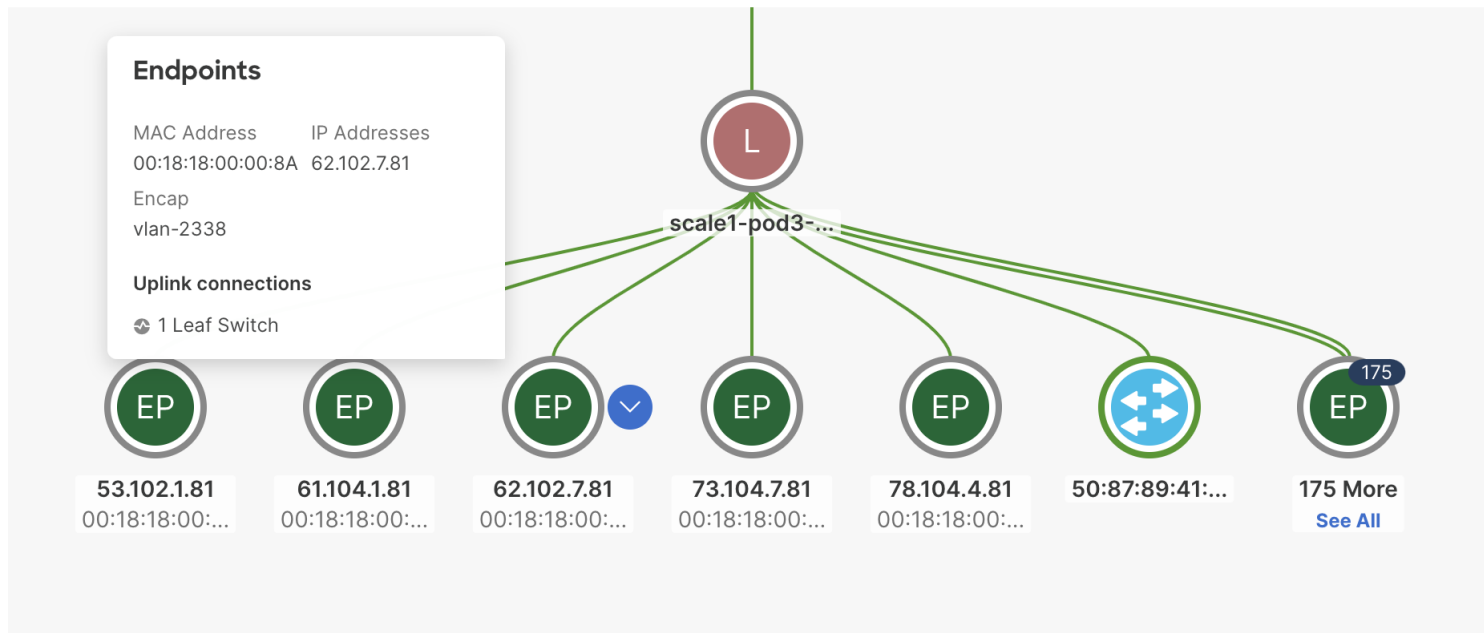 Endpoints
MAC Address IP Addresses
00:18:18:00:00:8A 62.102.7.81
Encap
vlan-2338
Uplink connections
1 Leaf Switch
L
scale1-pod3-...
EP EP EP EP EP EP 175
53.102.1.81 61.104.1.81 62.102.7.81 73.104.7.81 78.104.4.81 50:87:89:41:... 175 More
00:18:18:00:... 00:18:18:00:... 00:18:18:00:... 00:18:18:00:... 00:18:18:00:... See All